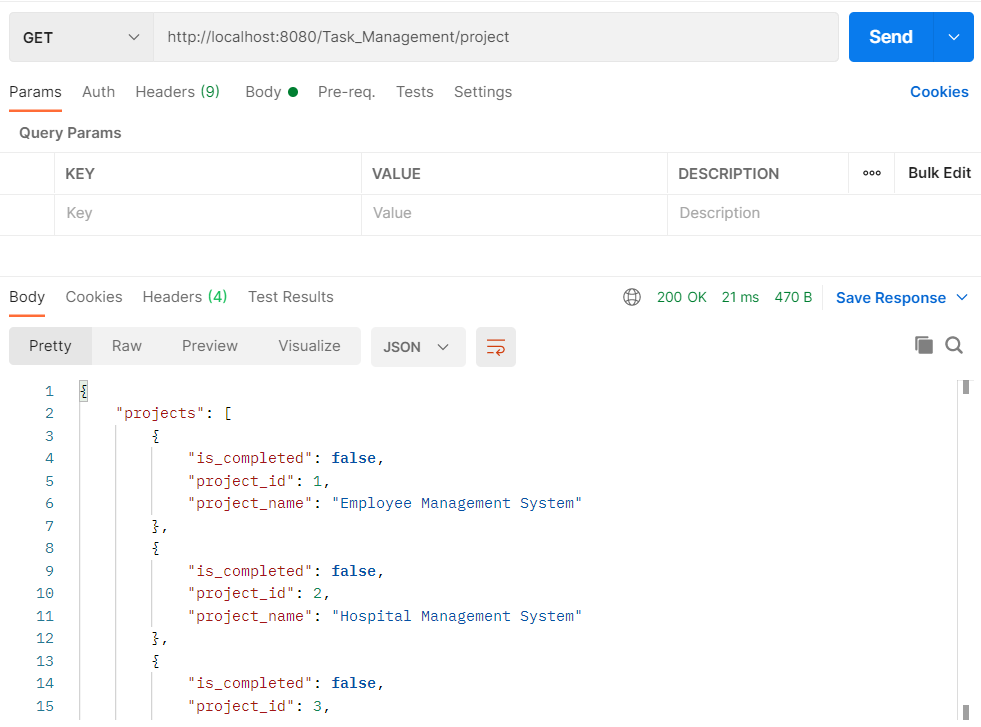 GET http://localhost:8080/Task_Management/project Send
Params Auth Headers (9) Body Pre-req. Tests Settings Cookies
Query Params
KEY VALUE DESCRIPTION ooo Bulk Edit
Key Value Description
Body Cookies Headers (4) Test Results 200 OK 21 ms 470 B Save Response
Pretty Raw Preview Visualize JSON
1 {
2 "projects": [
3 {
4 "is_completed": false,
5 "project_id": 1,
6 "project_name": "Employee Management System"
7 },
8 {
9 "is_completed": false,
10 "project_id": 2,
11 "project_name": "Hospital Management System"
12 },
13 {
14 "is_completed": false,
15 "project_id": 3,